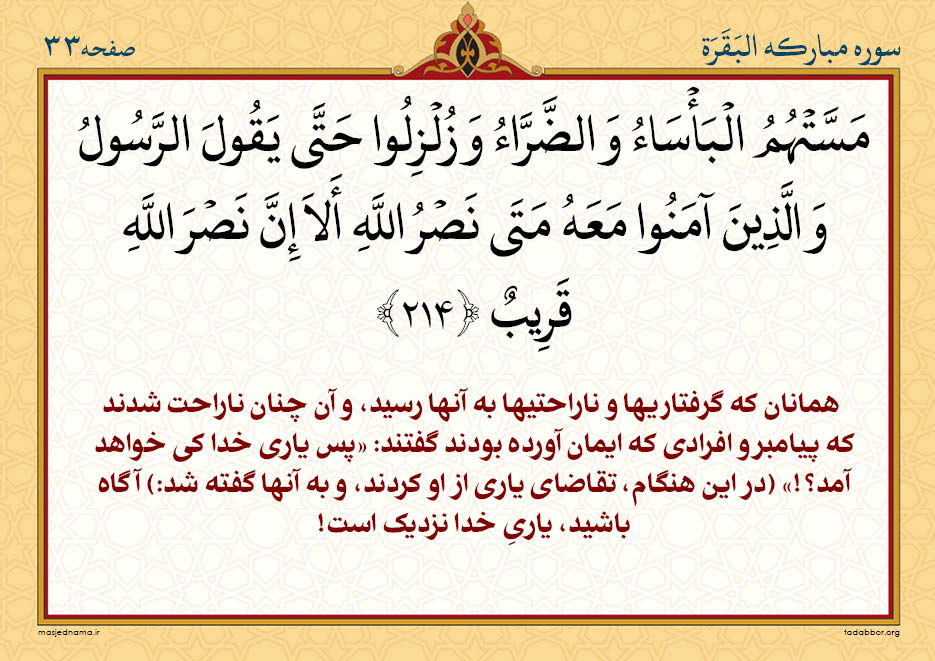 سوره مبارکه البَقَرَة
صفحه۳۳
مَسَّتْهُمُ الْبَأْسَاءُ وَ الضَّرَّاءُ وَ زُلْزِلُوا حَتَّى يَقُولَ الرَّسُولُ
وَ الَّذِينَ آمَنُوا مَعَهُ مَتَى نَصْرُ اللَّهِ أَلاَ إِنَّ نَصْرَ اللَّهِ
قَرِيبٌ ﴿۲۱۴﴾
همانان که گرفتاریها و ناراحتیها به آنها رسید، و آن چنان ناراحت شدند
که پیامبر و افرادی که ایمان آورده بودند گفتند: «پس یاری خدا کی خواهد
آمد؟!» (در این هنگام، تقاضای یاری از او کردند، و به آنها گفته شد:) آگاه
باشید، یاریِ خدا نزدیک است!
masjednama.ir
tadabbor.org